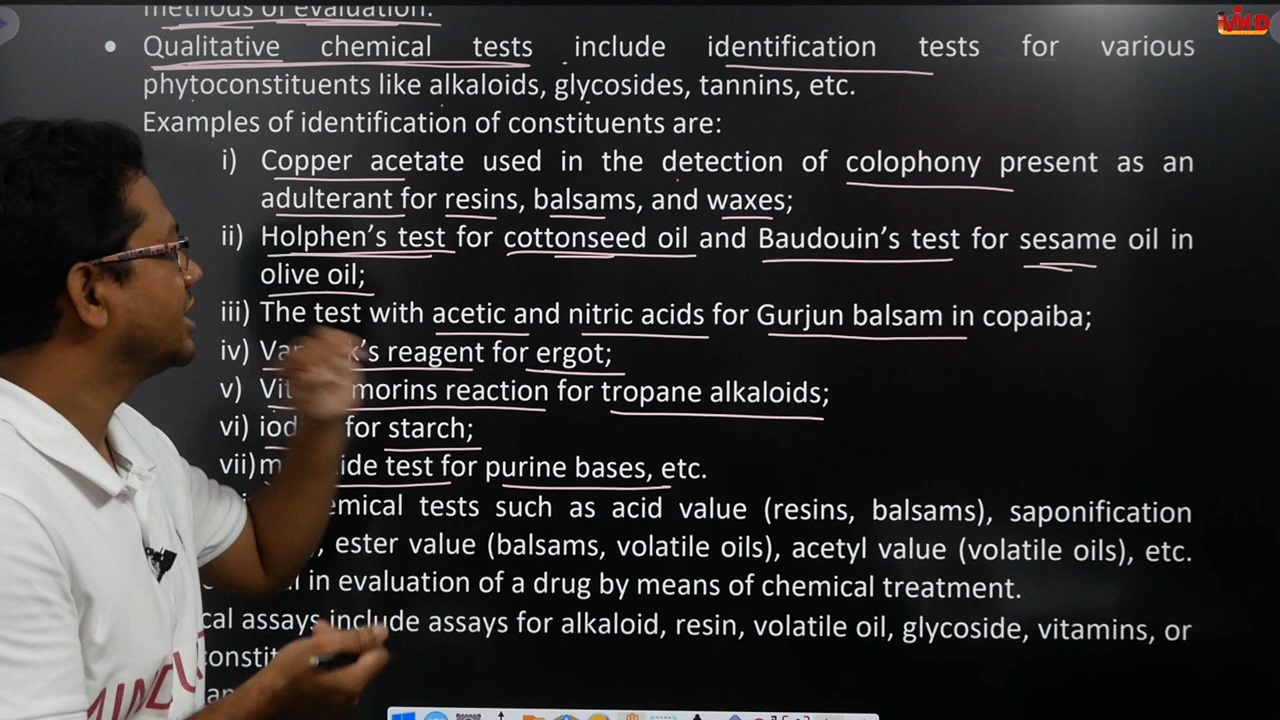 methods of evaluation.
• Qualitative chemical tests include identification tests for various
phytoconstituents like alkaloids, glycosides, tannins, etc.
Examples of identification of constituents are:
i) Copper acetate used in the detection of colophony present as an
adulterant for resins, balsams, and waxes;
ii) Holphen's test for cottonseed oil and Baudouin's test for sesame oil in
olive oil;
iii) The test with acetic and nitric acids for Gurjun balsam in copaiba;
iv) reagent for ergot;
v) reaction for tropane alkaloids;
vi) for starch;
vii) test for purine bases, etc.
tests such as acid value (resins, balsams), saponification
ester value (balsams, volatile oils), acetyl value (volatile oils), etc.
in evaluation of a drug by means of chemical treatment.
assays include assays for alkaloid, resin, volatile oil, glycoside, vitamins, or